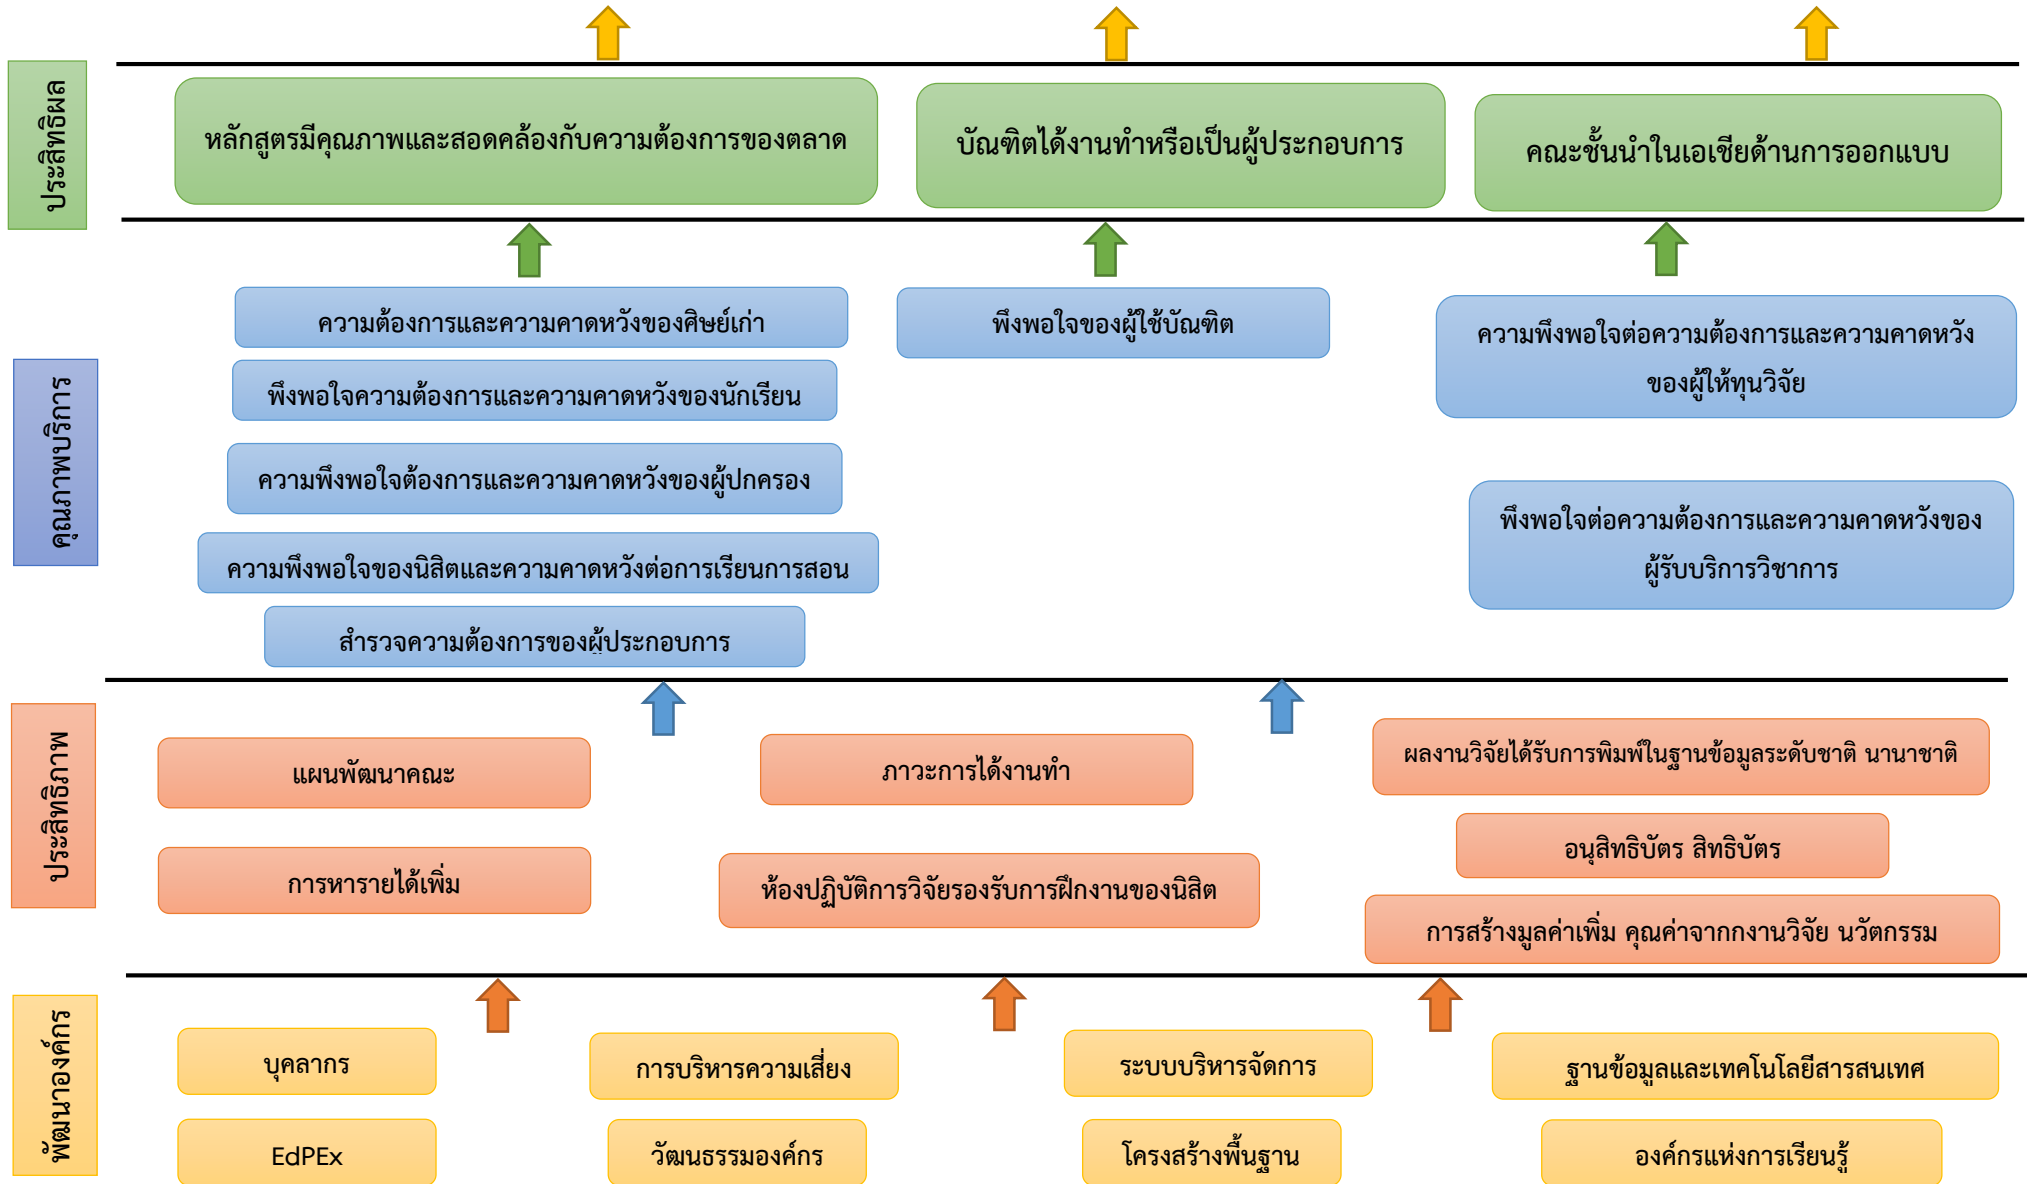 ประสิทธิผล
หลักสูตรมีคุณภาพและสอดคล้องกับความต้องการของตลาด
บัณฑิตได้งานทำหรือเป็นผู้ประกอบการ
คณะชั้นนำในเอเชียด้านการออกแบบ
คุณภาพบริการ
ความต้องการและความคาดหวังของศิษย์เก่า
พึงพอใจความต้องการและความคาดหวังของนักเรียน
ความพึงพอใจต้องการและความคาดหวังของผู้ปกครอง
ความพึงพอใจของนิสิตและความคาดหวังต่อการเรียนการสอน
สำรวจความต้องการของผู้ประกอบการ
พึงพอใจของผู้ใช้บัณฑิต
ความพึงพอใจต่อความต้องการและความคาดหวัง
ของผู้ให้ทุนวิจัย
พึงพอใจต่อความต้องการและความคาดหวังของ
ผู้รับบริการวิชาการ
ประสิทธิภาพ
แผนพัฒนาคณะ
การหารายได้เพิ่ม
ภาวะการได้งานทำ
ห้องปฏิบัติการวิจัยรองรับการฝึกงานของนิสิต
ผลงานวิจัยได้รับการพิมพ์ในฐานข้อมูลระดับชาติ นานาชาติ
อนุสิทธิบัตร สิทธิบัตร
การสร้างมูลค่าเพิ่ม คุณค่าจากกงานวิจัย นวัตกรรม
พัฒนาองค์กร
บุคลากร
การบริหารความเสี่ยง
ระบบบริหารจัดการ
ฐานข้อมูลและเทคโนโลยีสารสนเทศ
EdPEx
วัฒนธรรมองค์กร
โครงสร้างพื้นฐาน
องค์กรแห่งการเรียนรู้